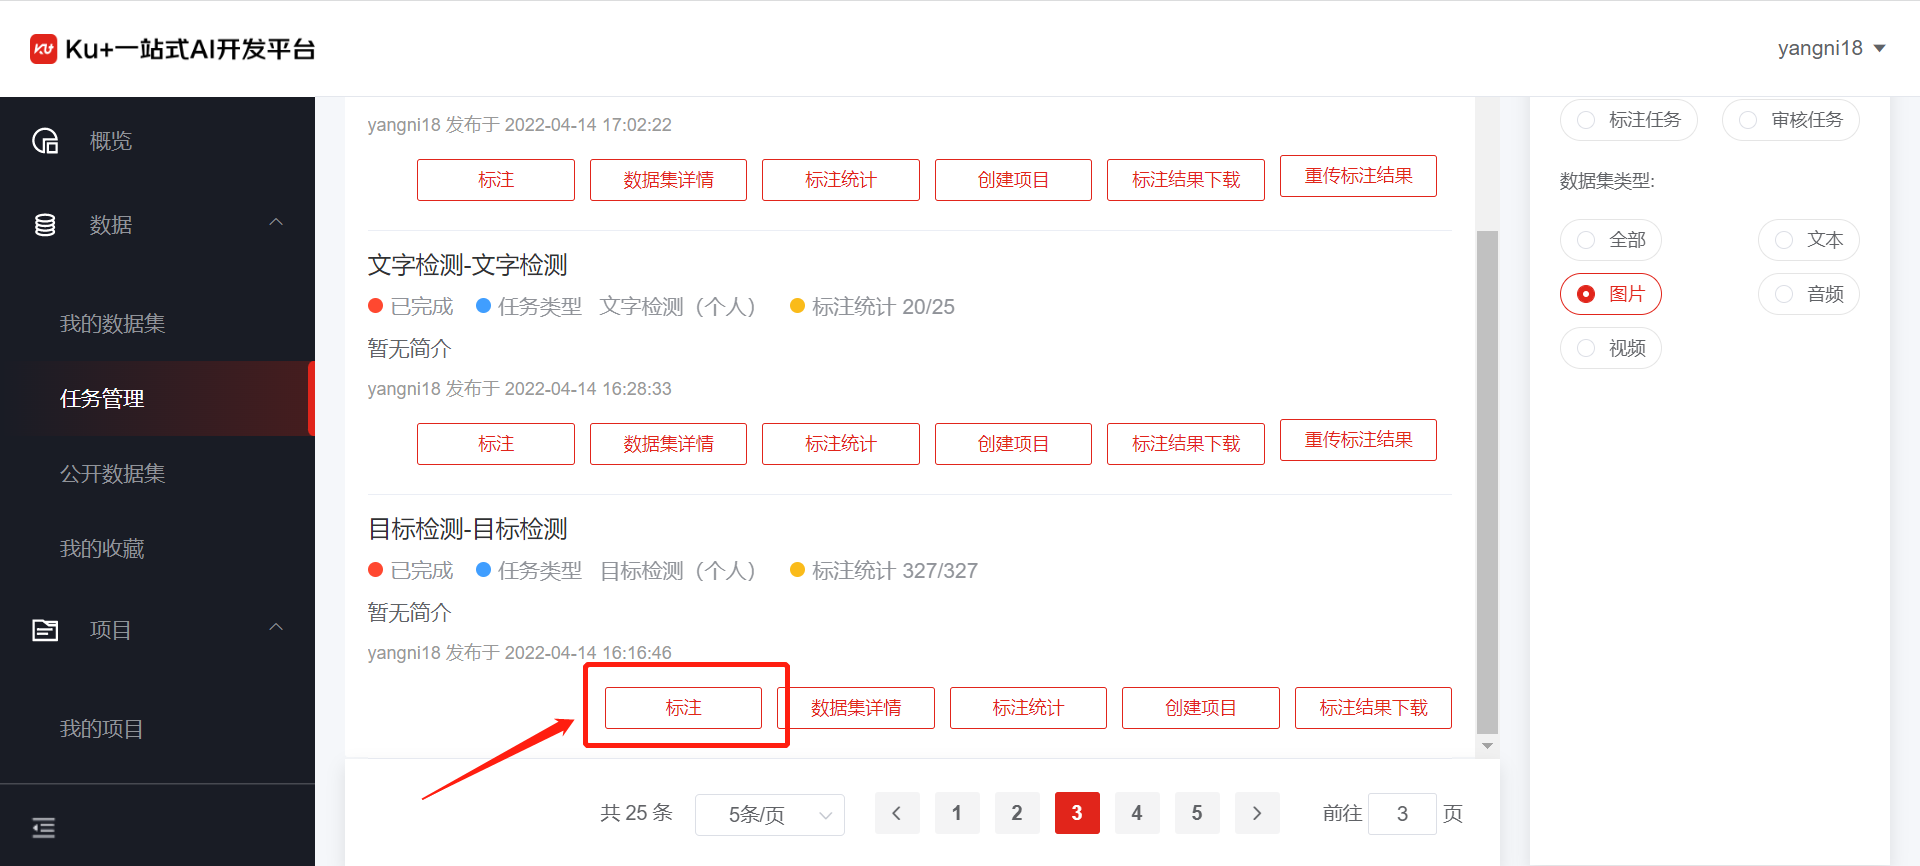 Ku+一站式AI开发平台
yangni18
概览
数据
我的数据集
任务管理
公开数据集
我的收藏
项目
我的项目
yangni18 发布于 2022-04-14 17:02:22
标注 数据集详情 标注统计 创建项目 标注结果下载 重传标注结果
文字检测-文字检测
已完成 任务类型 文字检测（个人） 标注统计 20/25
暂无简介
yangni18 发布于 2022-04-14 16:28:33
标注 数据集详情 标注统计 创建项目 标注结果下载 重传标注结果
目标检测-目标检测
已完成 任务类型 目标检测（个人） 标注统计 327/327
暂无简介
yangni18 发布于 2022-04-14 16:16:46
标注 数据集详情 标注统计 创建项目 标注结果下载
共 25 条 5条/页 1 2 3 4 5 前往 3 页
标注任务 审核任务
数据集类型:
全部 文本
图片 音频
视频